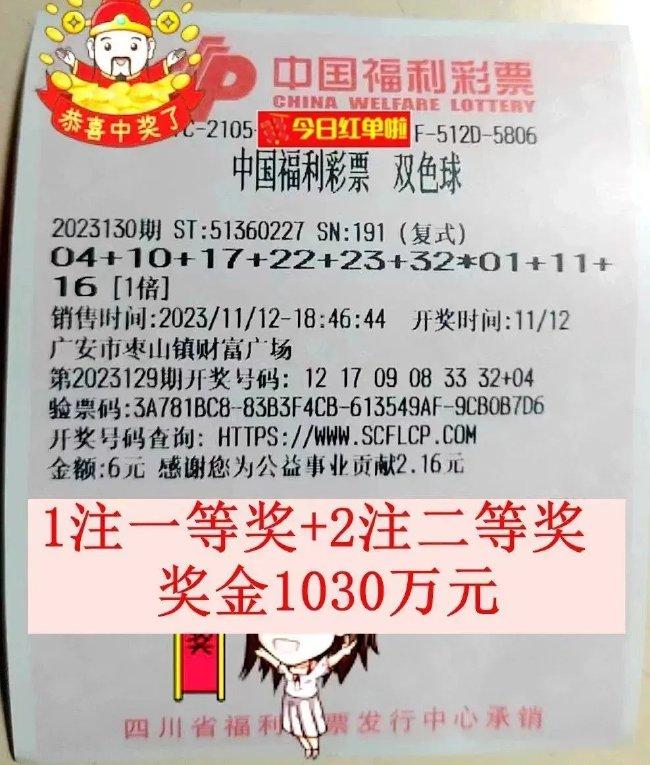 恭喜中奖了
中国福利彩票
CHINA WELFARE LOTTERY
C-2105- 今日红单啦 F-512D-5806
中国福利彩票 双色球
2023130期 ST:51360227 SN:191 (复式)
04+10+17+22+23+32*01+11+
16 [1倍]
销售时间:2023/11/12-18:46:44 开奖时间:11/12
广安市枣山镇财富广场
第2023129期开奖号码: 12 17 09 08 33 32+04
验票码:3A781BC8-83B3F4CB-613549AF-9CB0B7D6
开奖号码查询: HTTPS://WWW.SCFLCP.COM
金额:6元 感谢您为公益事业贡献2.16元
1注一等奖+2注二等奖
奖金1030万元
奖
四川省福利 票发行中心承销